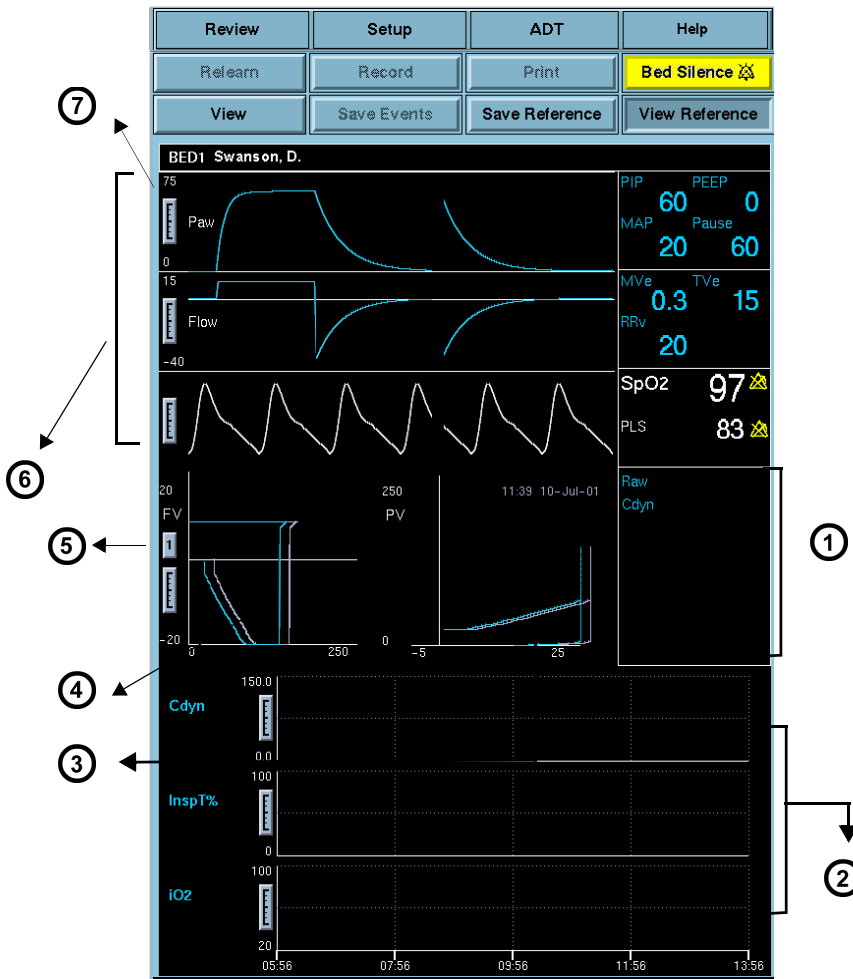 Review Setup ADT Help
Relearn Record Print Bed Silence
View Save Events Save Reference View Reference
7
BED1 Swanson, D.
75
Paw
0
PIP PEEP
60 0
MAP Pause
20 60
15
Flow
-40
MVe TVe
0.3 15
RRv
20
SpO2 97
PLS 83
6
20
FV
1
-20
0 250
250 11:39 10-Jul-01
PV
0
-5 25
Raw
Cdyn
1
5
4
150.0
Cdyn
0.0
3
100
InspT%
0
2
100
iO2
20
05:56 07:56 09:56 11:56 13:56